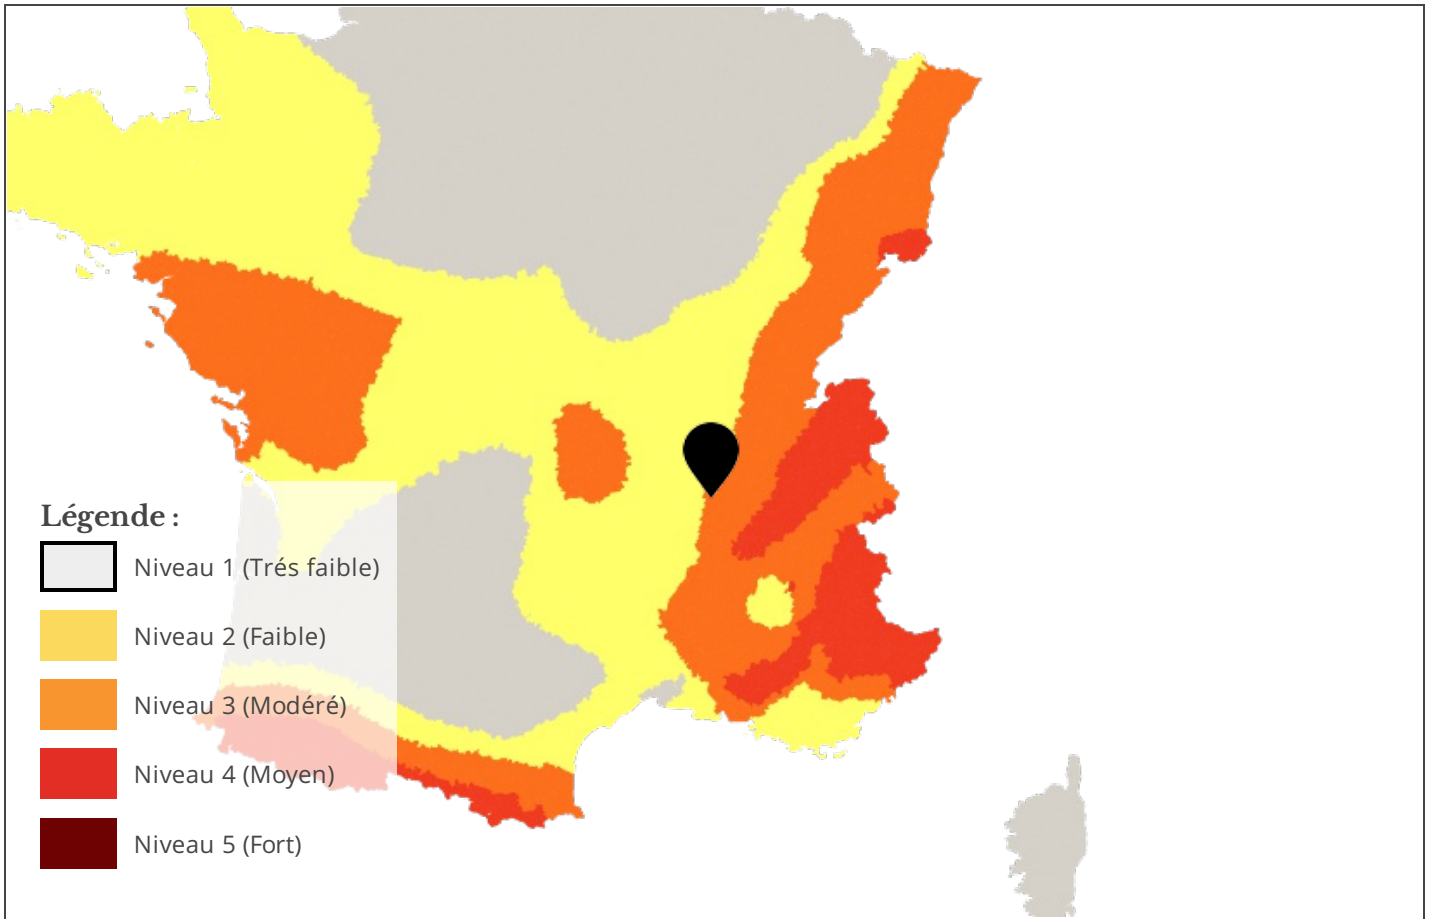 Légende :
Niveau 1 (Trés faible)
Niveau 2 (Faible)
Niveau 3 (Modéré)
Niveau 4 (Moyen)
Niveau 5 (Fort)